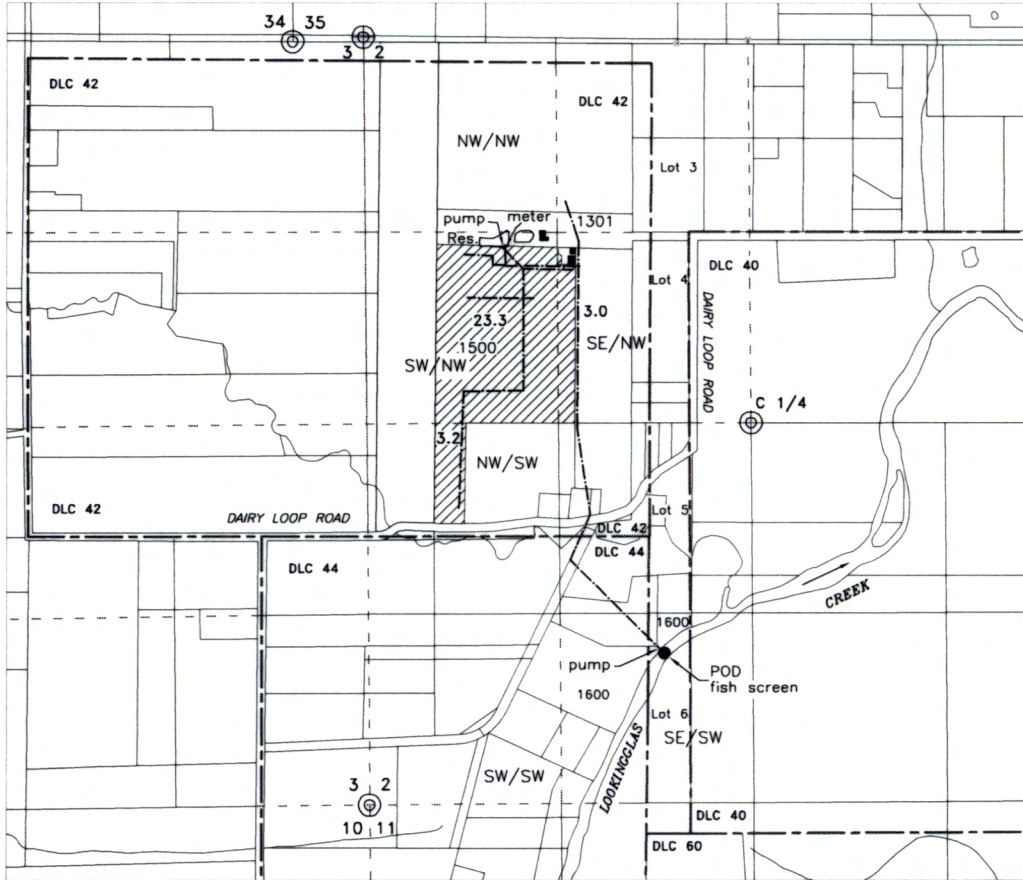 34 35
3 2
DLC 42
DLC 42
NW/NW
Lot 3
pump meter
1301
Res.
DLC 40
Lot 4
DAIRY LOOP ROAD
3.0
23.3
1500
SE/NW
SW/NW
C 1/4
3.2
NW/SW
DLC 42
DAIRY LOOP ROAD
Lot 5
DLC 42
DLC 44
DLC 44
CREEK
1600
pump
POD
fish screen
1600
Lot 6
SE/SW
LOOKINGGLAS
SW/SW
3 2
10 11
DLC 40
DLC 60